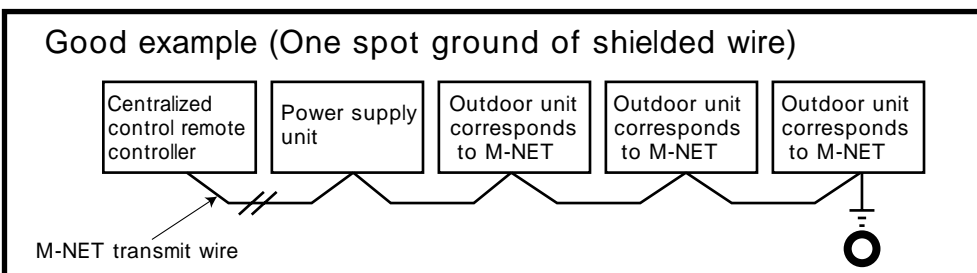 Good example (One spot ground of shielded wire)
Centralized
control remote
controller
Power supply
unit
Outdoor unit
corresponds
to M-NET
Outdoor unit
corresponds
to M-NET
Outdoor unit
corresponds
to M-NET
M-NET transmit wire